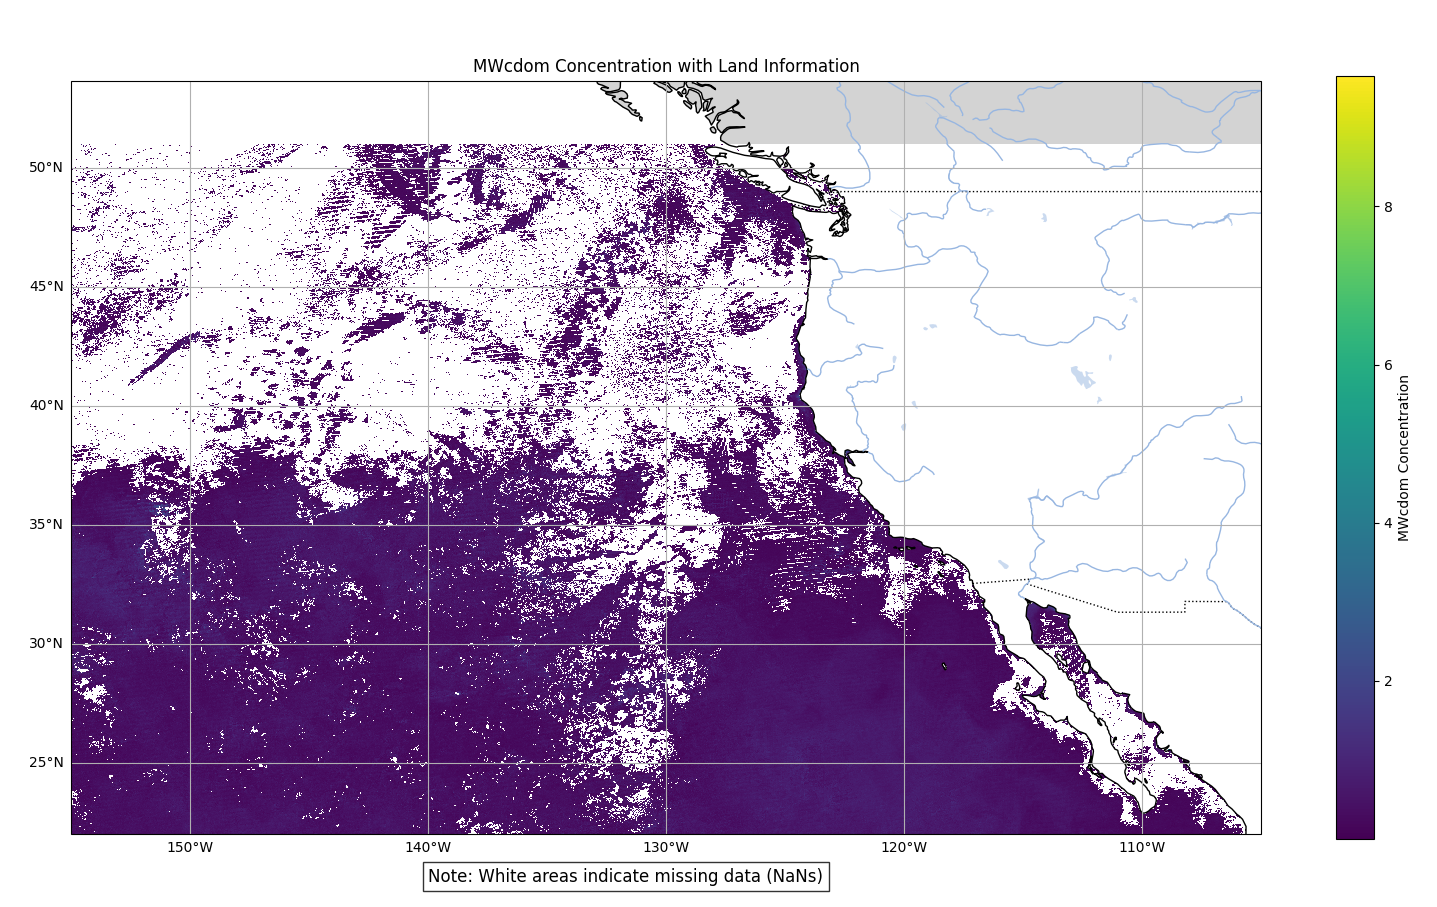 MWcdom Concentration with Land Information
50°N
45°N
40°N
35°N
30°N
25°N
150°W 140°W 130°W 120°W 110°W
8
6
4
2
MWcdom Concentration
Note: White areas indicate missing data (NaNs)